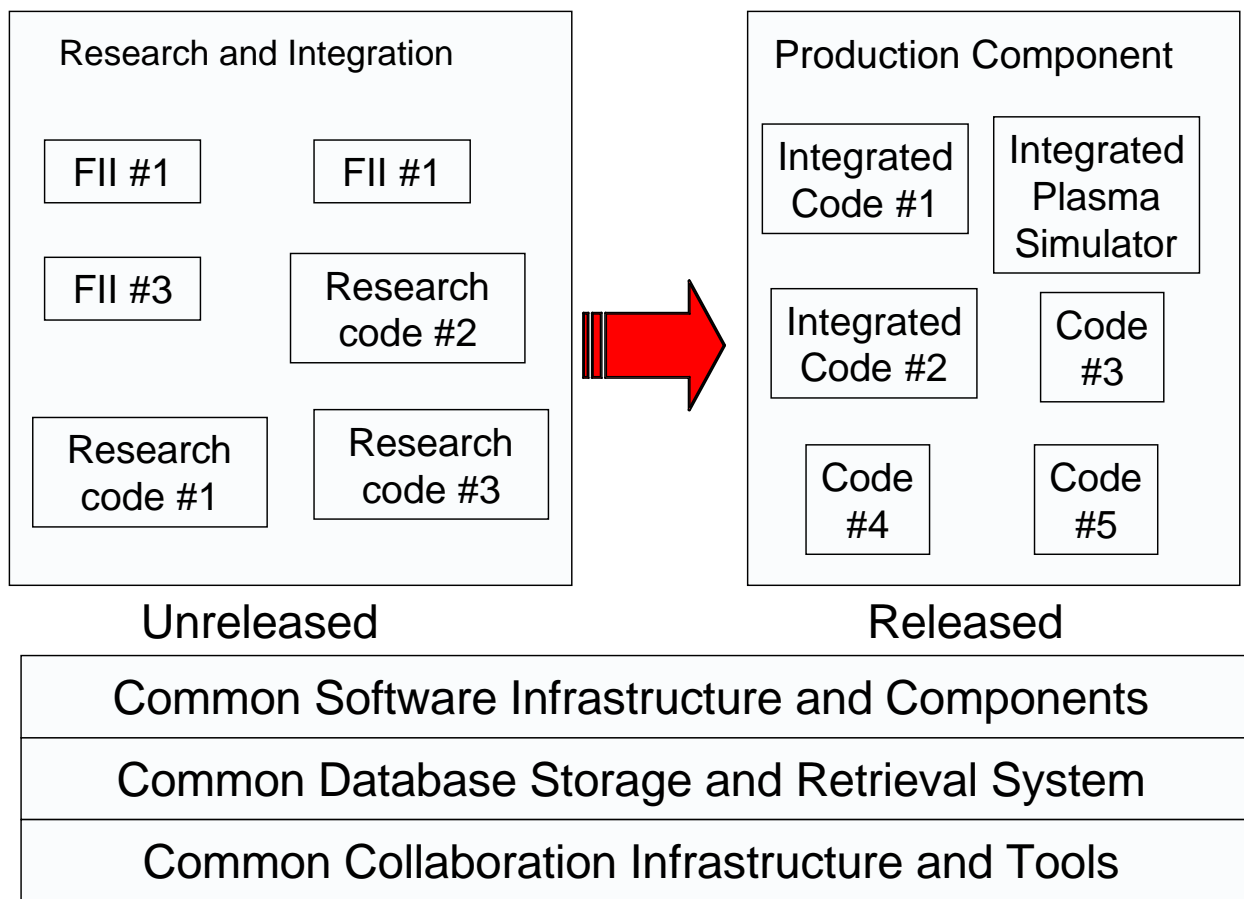 Research and Integration
FII #1
FII #1
FII #3
Research
code #2
Research
code #1
Research
code #3
Unreleased
Production Component
Integrated
Code #1
Integrated
Plasma
Simulator
Integrated
Code #2
Code
#3
Code
#4
Code
#5
Released
Common Software Infrastructure and Components
Common Database Storage and Retrieval System
Common Collaboration Infrastructure and Tools